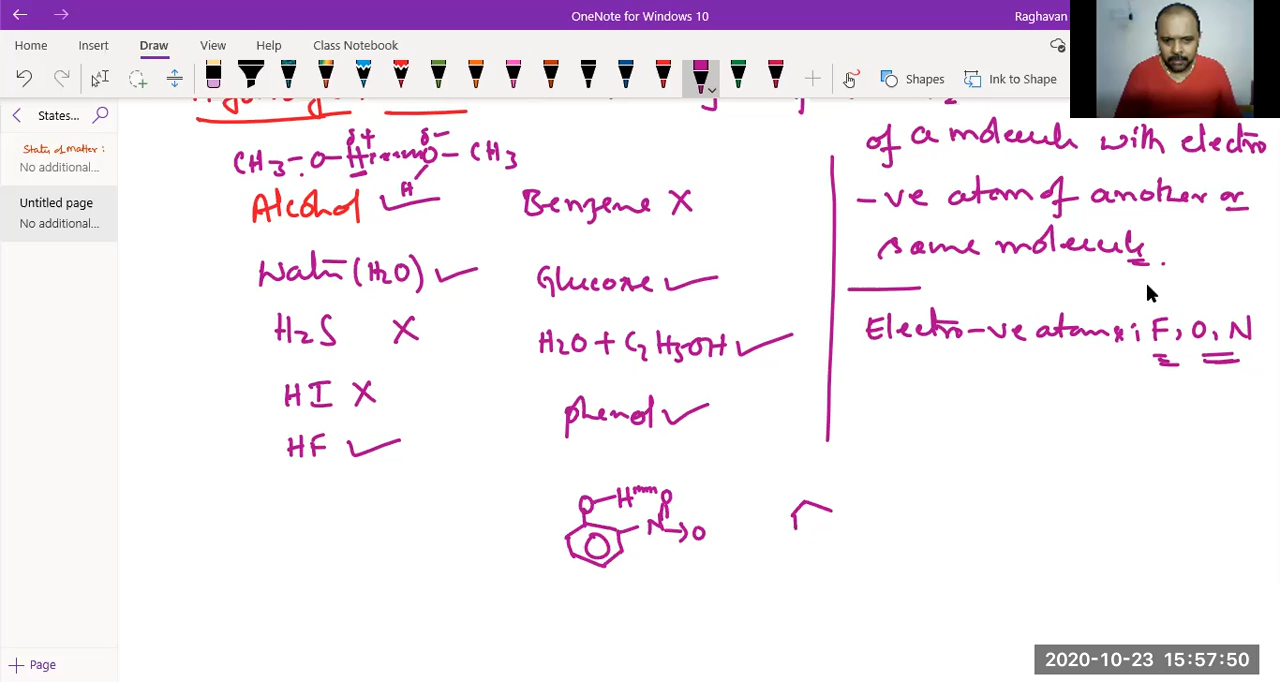 OneNote for Windows 10
Raghavan
Home Insert Draw View Help Class Notebook
Shapes Ink to Shape
States...
States of matter:
No additional...
Untitled page
No additional...
of a molecule with electro
-ve atom of another or
same molecule.
Electro-ve atoms: F, O, N
δ+ δ-
CH3-O-H O-CH3
H
Alcohol ✓
Water (H2O) ✓
H2S X
HI X
HF ✓
Benzene X
Glucose ✓
H2O + C2H5OH ✓
phenol ✓
O-H O
N→O
Page
2020-10-23 15:57:50